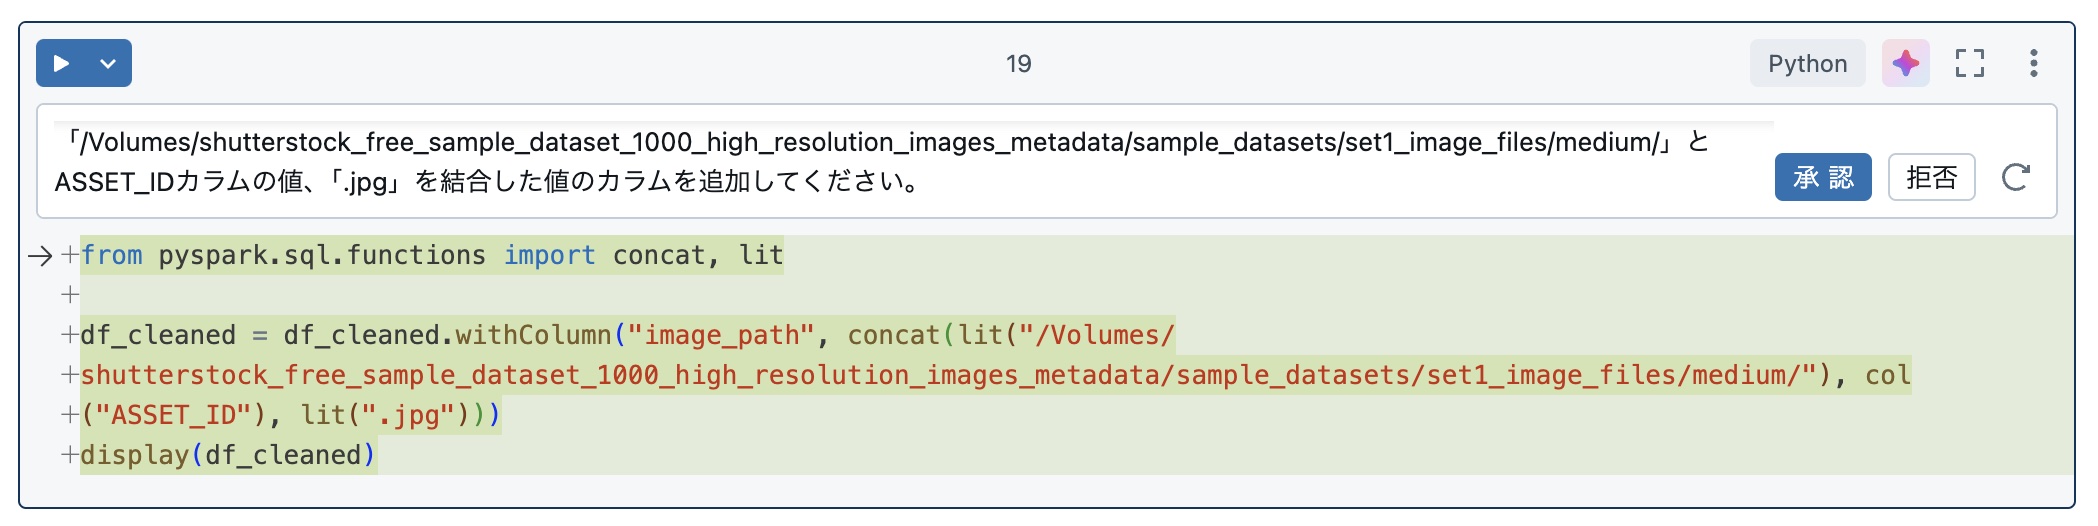 19
Python
「/Volumes/shutterstock_free_sample_dataset_1000_high_resolution_images_metadata/sample_datasets/set1_image_files/medium/」と
ASSET_IDカラムの値、「.jpg」を結合した値のカラムを追加してください。
承認
拒否
+from pyspark.sql.functions import concat, lit
+
+df_cleaned = df_cleaned.withColumn("image_path", concat(lit("/Volumes/
+shutterstock_free_sample_dataset_1000_high_resolution_images_metadata/sample_datasets/set1_image_files/medium/"), col
+("ASSET_ID"), lit(".jpg")))
+display(df_cleaned)